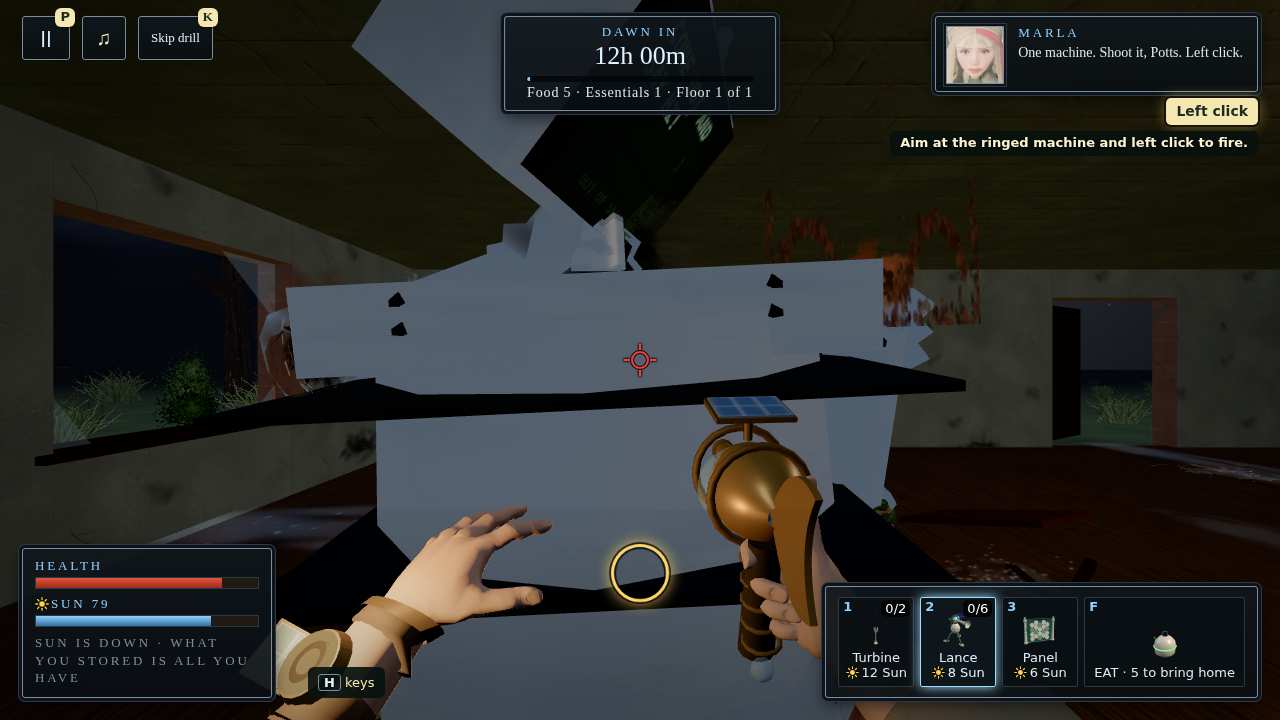 P
K
Skip drill
DAWN IN
12h 00m
Food 5 · Essentials 1 · Floor 1 of 1
MARLA
One machine. Shoot it, Potts. Left click.
Left click
Aim at the ringed machine and left click to fire.
HEALTH
SUN 79
SUN IS DOWN · WHAT
YOU STORED IS ALL YOU
HAVE
H keys
1 0/2
Turbine
12 Sun
2 0/6
Lance
8 Sun
3
Panel
6 Sun
F
EAT · 5 to bring home